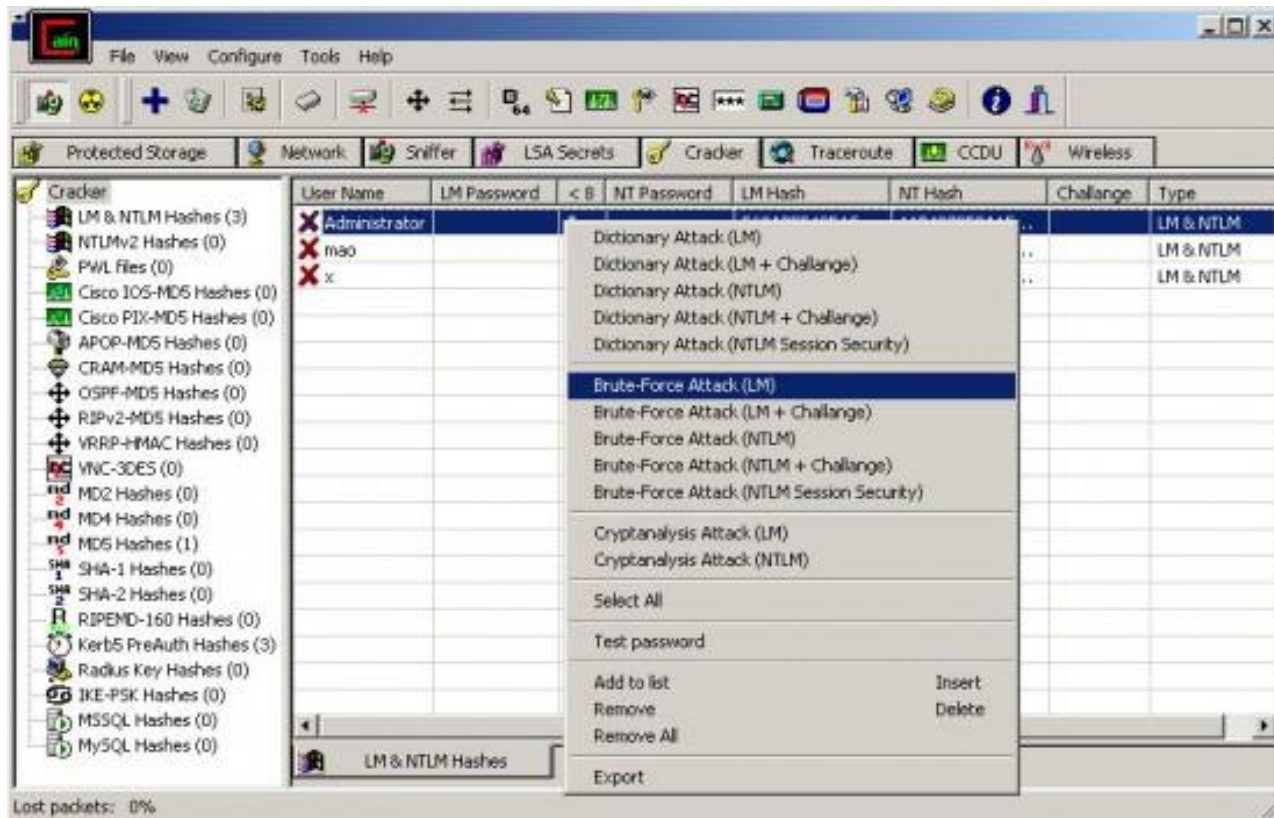 Cain
File View Configure Tools Help
64
Protected Storage Network Sniffer LSA Secrets Cracker Traceroute CCDU Wireless
Cracker
LM & NTLM Hashes (3)
NTLMv2 Hashes (0)
PWL files (0)
Cisco IOS-MD5 Hashes (0)
Cisco PIX-MD5 Hashes (0)
APOP-MD5 Hashes (0)
CRAM-MD5 Hashes (0)
OSPF-MD5 Hashes (0)
RIPv2-MD5 Hashes (0)
VRRP-HMAC Hashes (0)
VNC-3DES (0)
MD2 Hashes (0)
MD4 Hashes (0)
MD5 Hashes (1)
SHA-1 Hashes (0)
SHA-2 Hashes (0)
RIPEMD-160 Hashes (0)
Kerb5 PreAuth Hashes (3)
Radius Key Hashes (0)
IKE-PSK Hashes (0)
MSSQL Hashes (0)
MySQL Hashes (0)
User Name LM Password < 8 NT Password LM Hash NT Hash Challange Type
Administrator LM & NTLM
mao LM & NTLM
x LM & NTLM
Dictionary Attack (LM)
Dictionary Attack (LM + Challange)
Dictionary Attack (NTLM)
Dictionary Attack (NTLM + Challange)
Dictionary Attack (NTLM Session Security)
Brute-Force Attack (LM)
Brute-Force Attack (LM + Challange)
Brute-Force Attack (NTLM)
Brute-Force Attack (NTLM + Challange)
Brute-Force Attack (NTLM Session Security)
Cryptanalysis Attack (LM)
Cryptanalysis Attack (NTLM)
Select All
Test password
Add to list Insert
Remove Delete
Remove All
Export
LM & NTLM Hashes
Lost packets: 0%